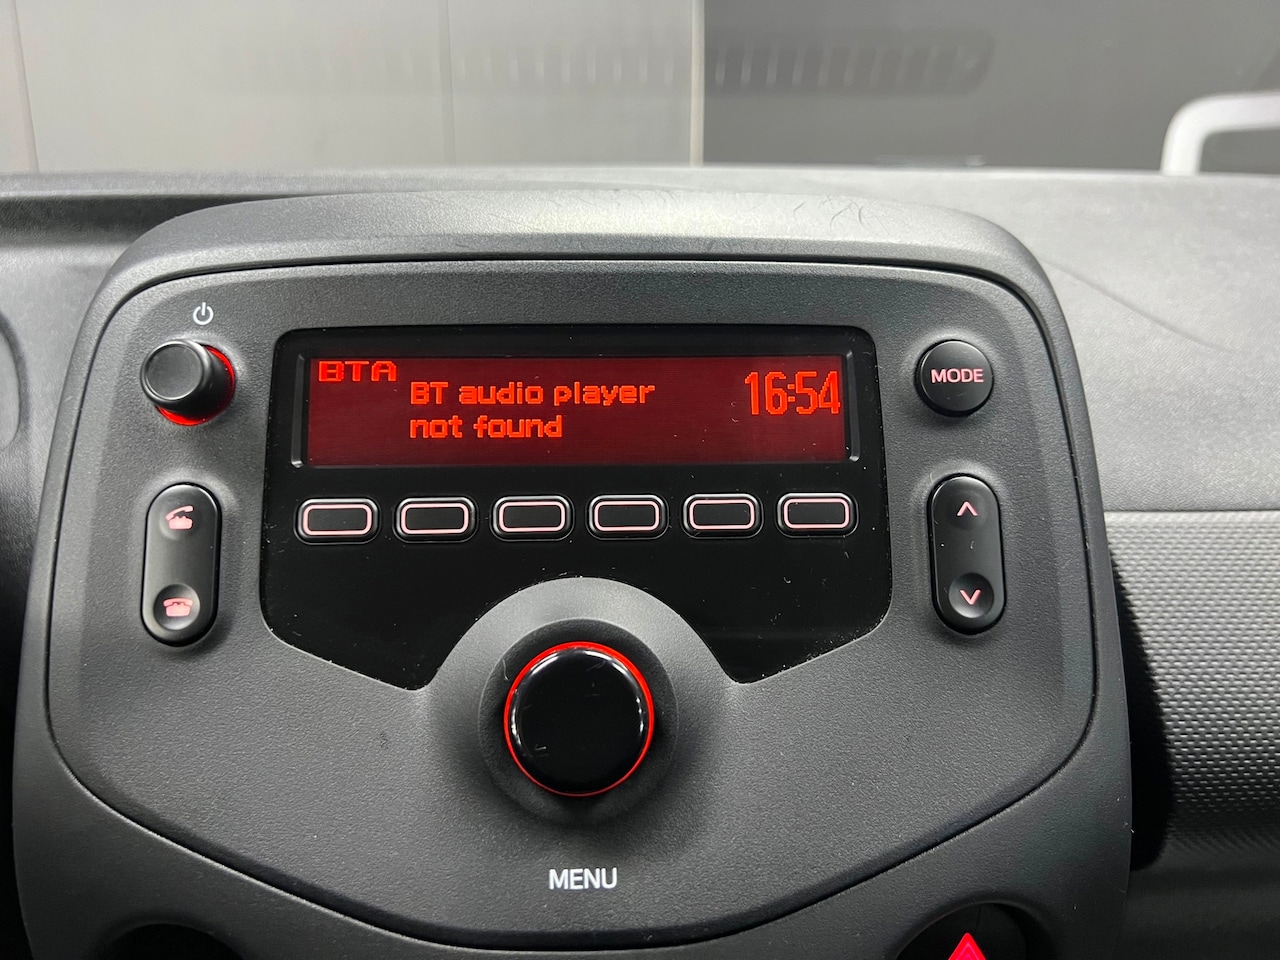 BTA
BT audio player
not found
16:54
MODE
MENU